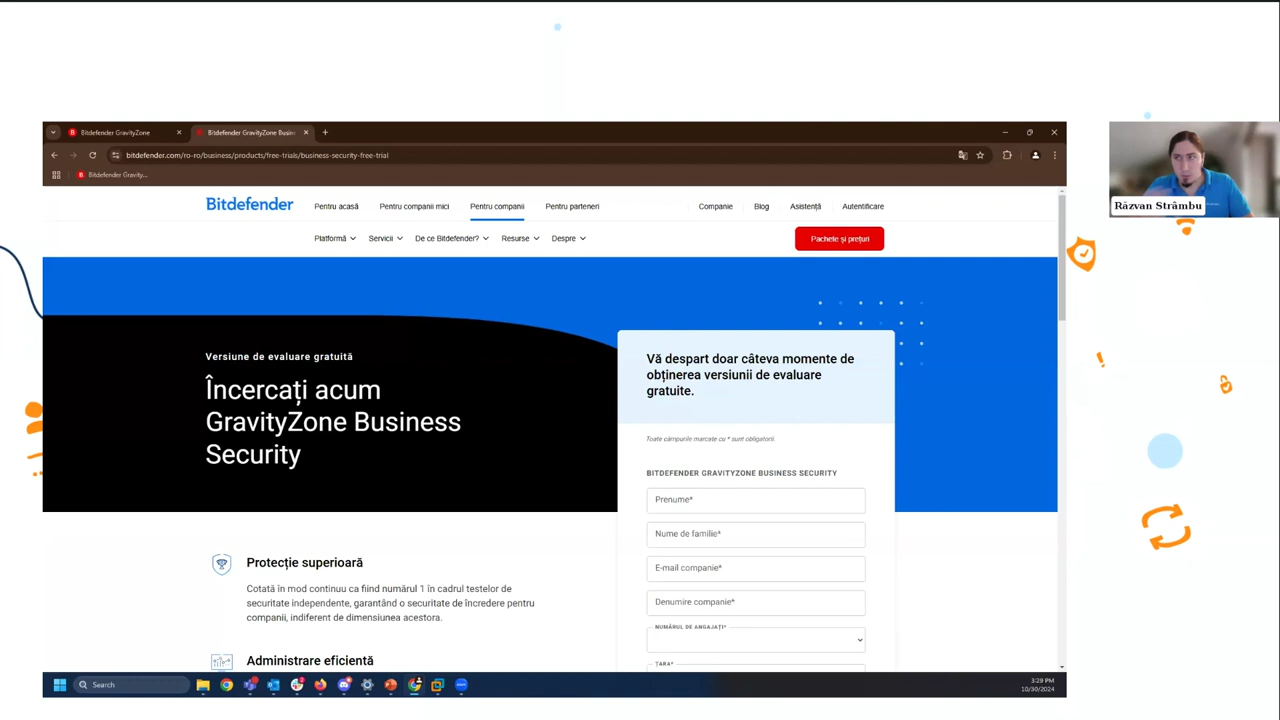 Bitdefender GravityZone
Bitdefender GravityZone Busin
bitdefender.com/ro-ro/business/products/free-trials/business-security-free-trial
Bitdefender Gravity...
Răzvan Strâmbu
Bitdefender
Pentru acasă
Pentru companii mici
Pentru companii
Pentru parteneri
Companie
Blog
Asistență
Autentificare
Platformă
Servicii
De ce Bitdefender?
Resurse
Despre
Pachete și prețuri
Versiune de evaluare gratuită
Încercați acum
GravityZone Business
Security
Vă despart doar câteva momente de
obținerea versiunii de evaluare
gratuite.
Toate câmpurile marcate cu * sunt obligatorii.
BITDEFENDER GRAVITYZONE BUSINESS SECURITY
Prenume*
Nume de familie*
E-mail companie*
Denumire companie*
NUMĂRUL DE ANGAJAȚI*
ȚARA*
Protecție superioară
Cotată în mod continuu ca fiind numărul 1 în cadrul testelor de
securitate independente, garantând o securitate de încredere pentru
companii, indiferent de dimensiunea acestora.
Administrare eficientă
Search
3:29 PM
10/30/2024